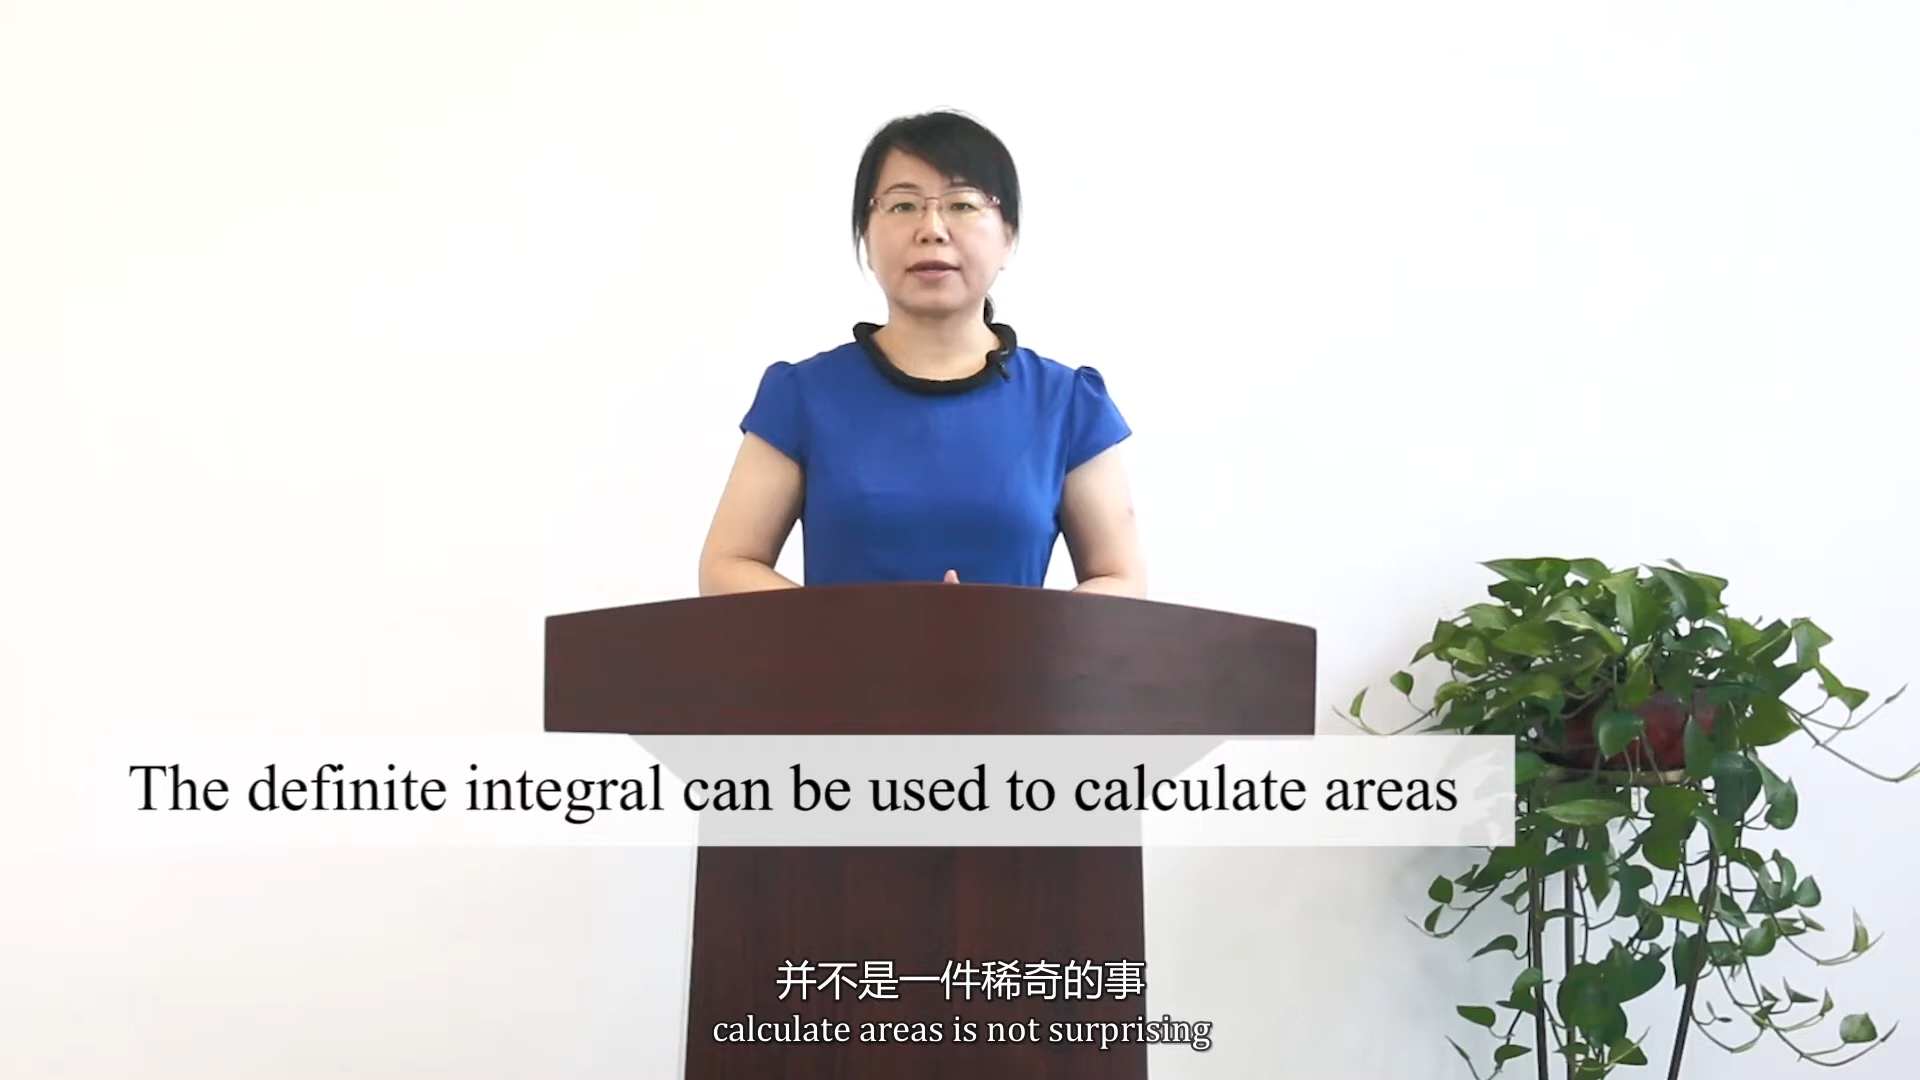 The definite integral can be used to calculate areas
并不是一件稀奇的事
calculate areas is not surprising